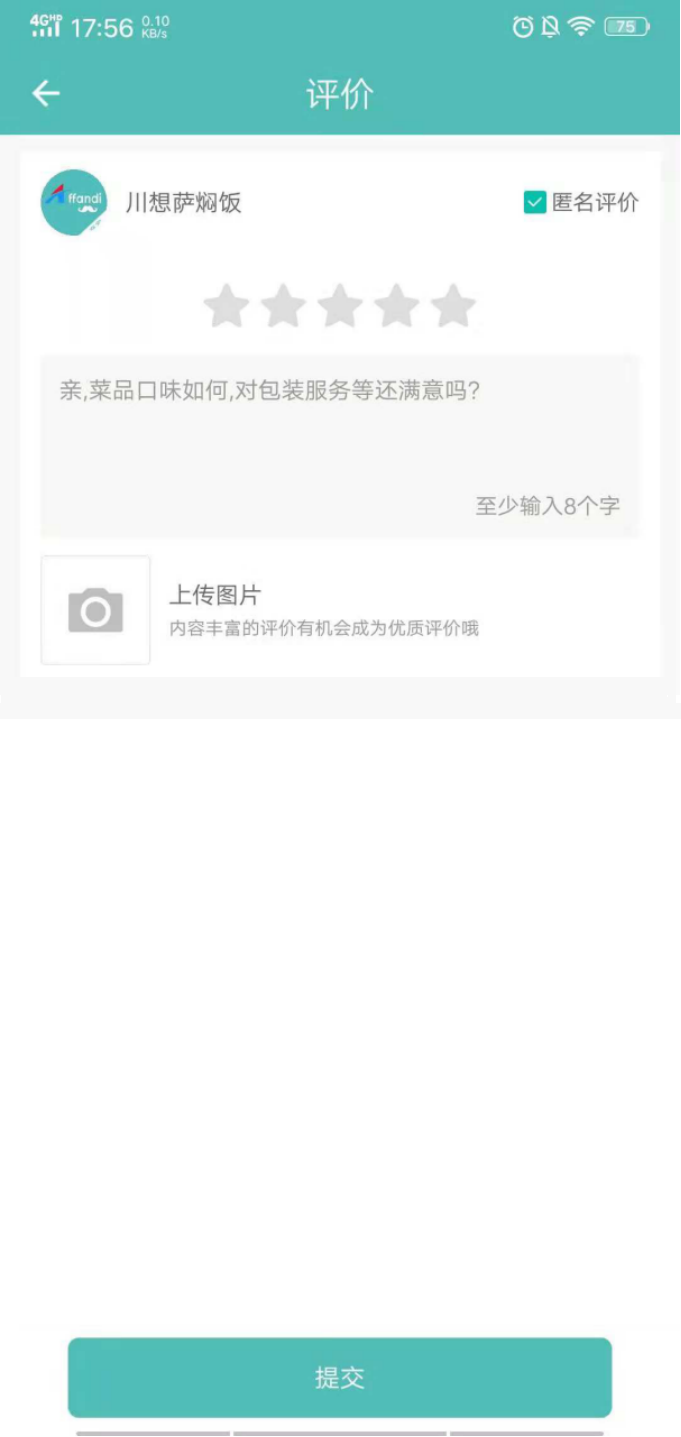 4G HD 17:56 0.10 KB/s 75
评价
ffandi
川想萨焖饭
匿名评价
亲,菜品口味如何,对包装服务等还满意吗?
至少输入8个字
上传图片
内容丰富的评价有机会成为优质评价哦
提交